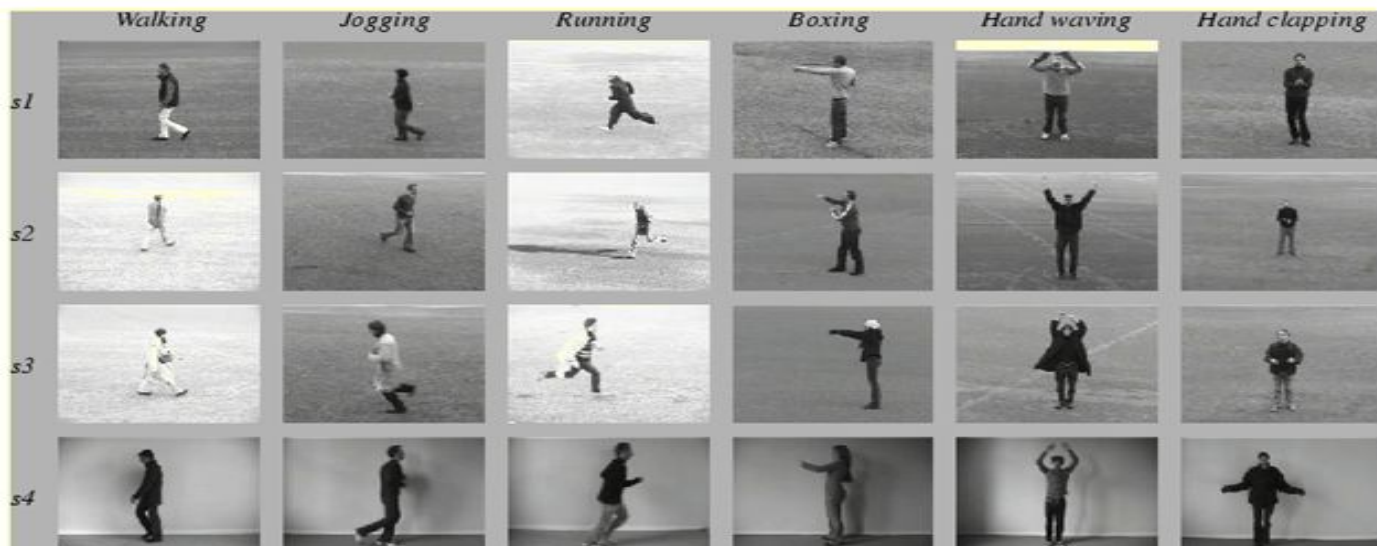 Walking Jogging Running Boxing Hand waving Hand clapping
s1
s2
s3
s4